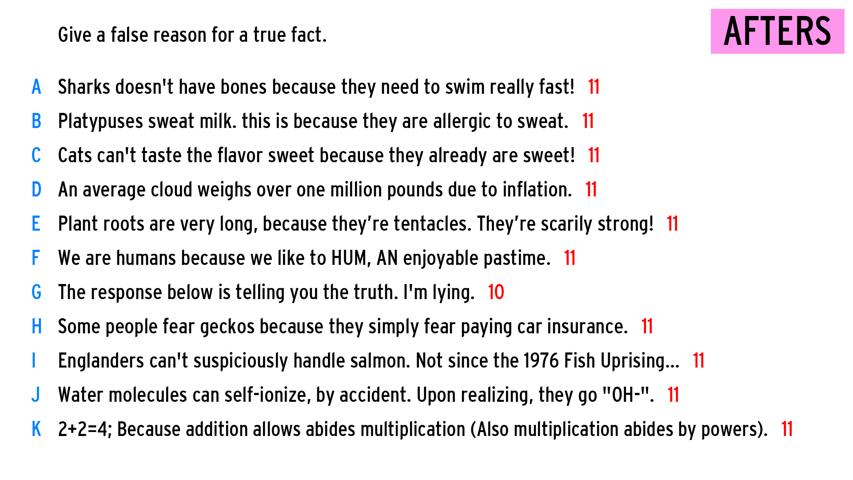 Give a false reason for a true fact.
AFTERS
A Sharks doesn't have bones because they need to swim really fast! 11
B Platypuses sweat milk. this is because they are allergic to sweat. 11
C Cats can't taste the flavor sweet because they already are sweet! 11
D An average cloud weighs over one million pounds due to inflation. 11
E Plant roots are very long, because they’re tentacles. They’re scarily strong! 11
F We are humans because we like to HUM, AN enjoyable pastime. 11
G The response below is telling you the truth. I'm lying. 10
H Some people fear geckos because they simply fear paying car insurance. 11
I Englanders can't suspiciously handle salmon. Not since the 1976 Fish Uprising... 11
J Water molecules can self-ionize, by accident. Upon realizing, they go "OH-". 11
K 2+2=4; Because addition allows abides multiplication (Also multiplication abides by powers). 11